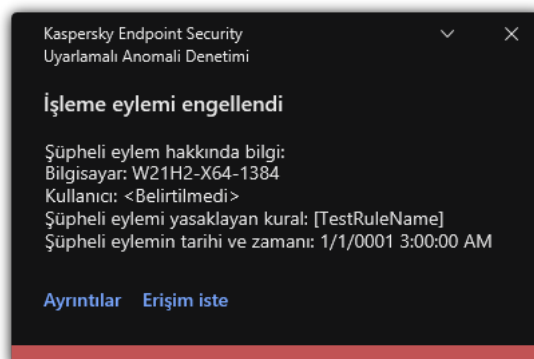 Kaspersky Endpoint Security
Uyarlamalı Anomali Denetimi
İşleme eylemi engellendi
Şüpheli eylem hakkında bilgi:
Bilgisayar: W21H2-X64-1384
Kullanıcı: <Belirtilmedi>
Şüpheli eylemi yasaklayan kural: [TestRuleName]
Şüpheli eylemin tarihi ve zamanı: 1/1/0001 3:00:00 AM
Ayrıntılar Erişim iste